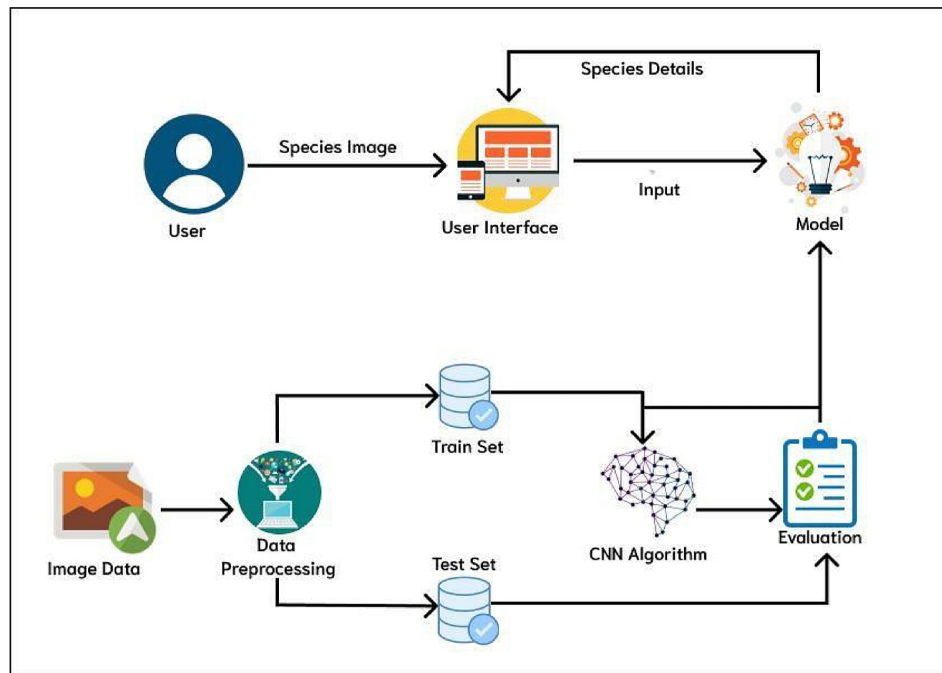 Species Details
Species Image
Input
User
User Interface
Model
Train Set
Image Data
Data
Preprocessing
Test Set
CNN Algorithm
Evaluation